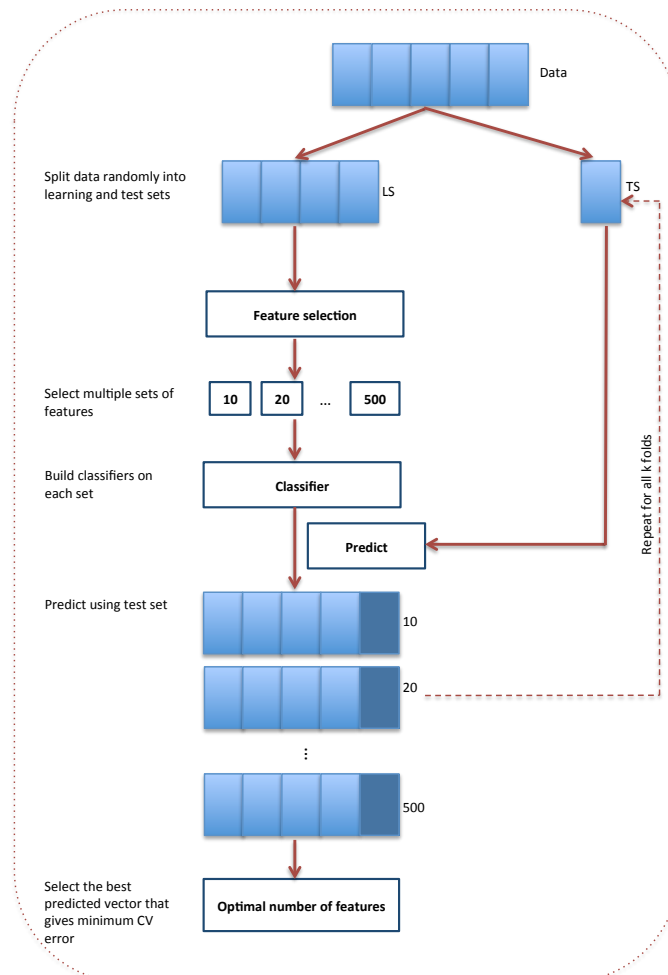 Data
Split data randomly into
learning and test sets
LS
TS
Feature selection
Select multiple sets of
features
10
20
...
500
Build classifiers on
each set
Classifier
Predict
Repeat for all k folds
Predict using test set
10
20
...
500
Select the best
predicted vector that
gives minimum CV
error
Optimal number of features